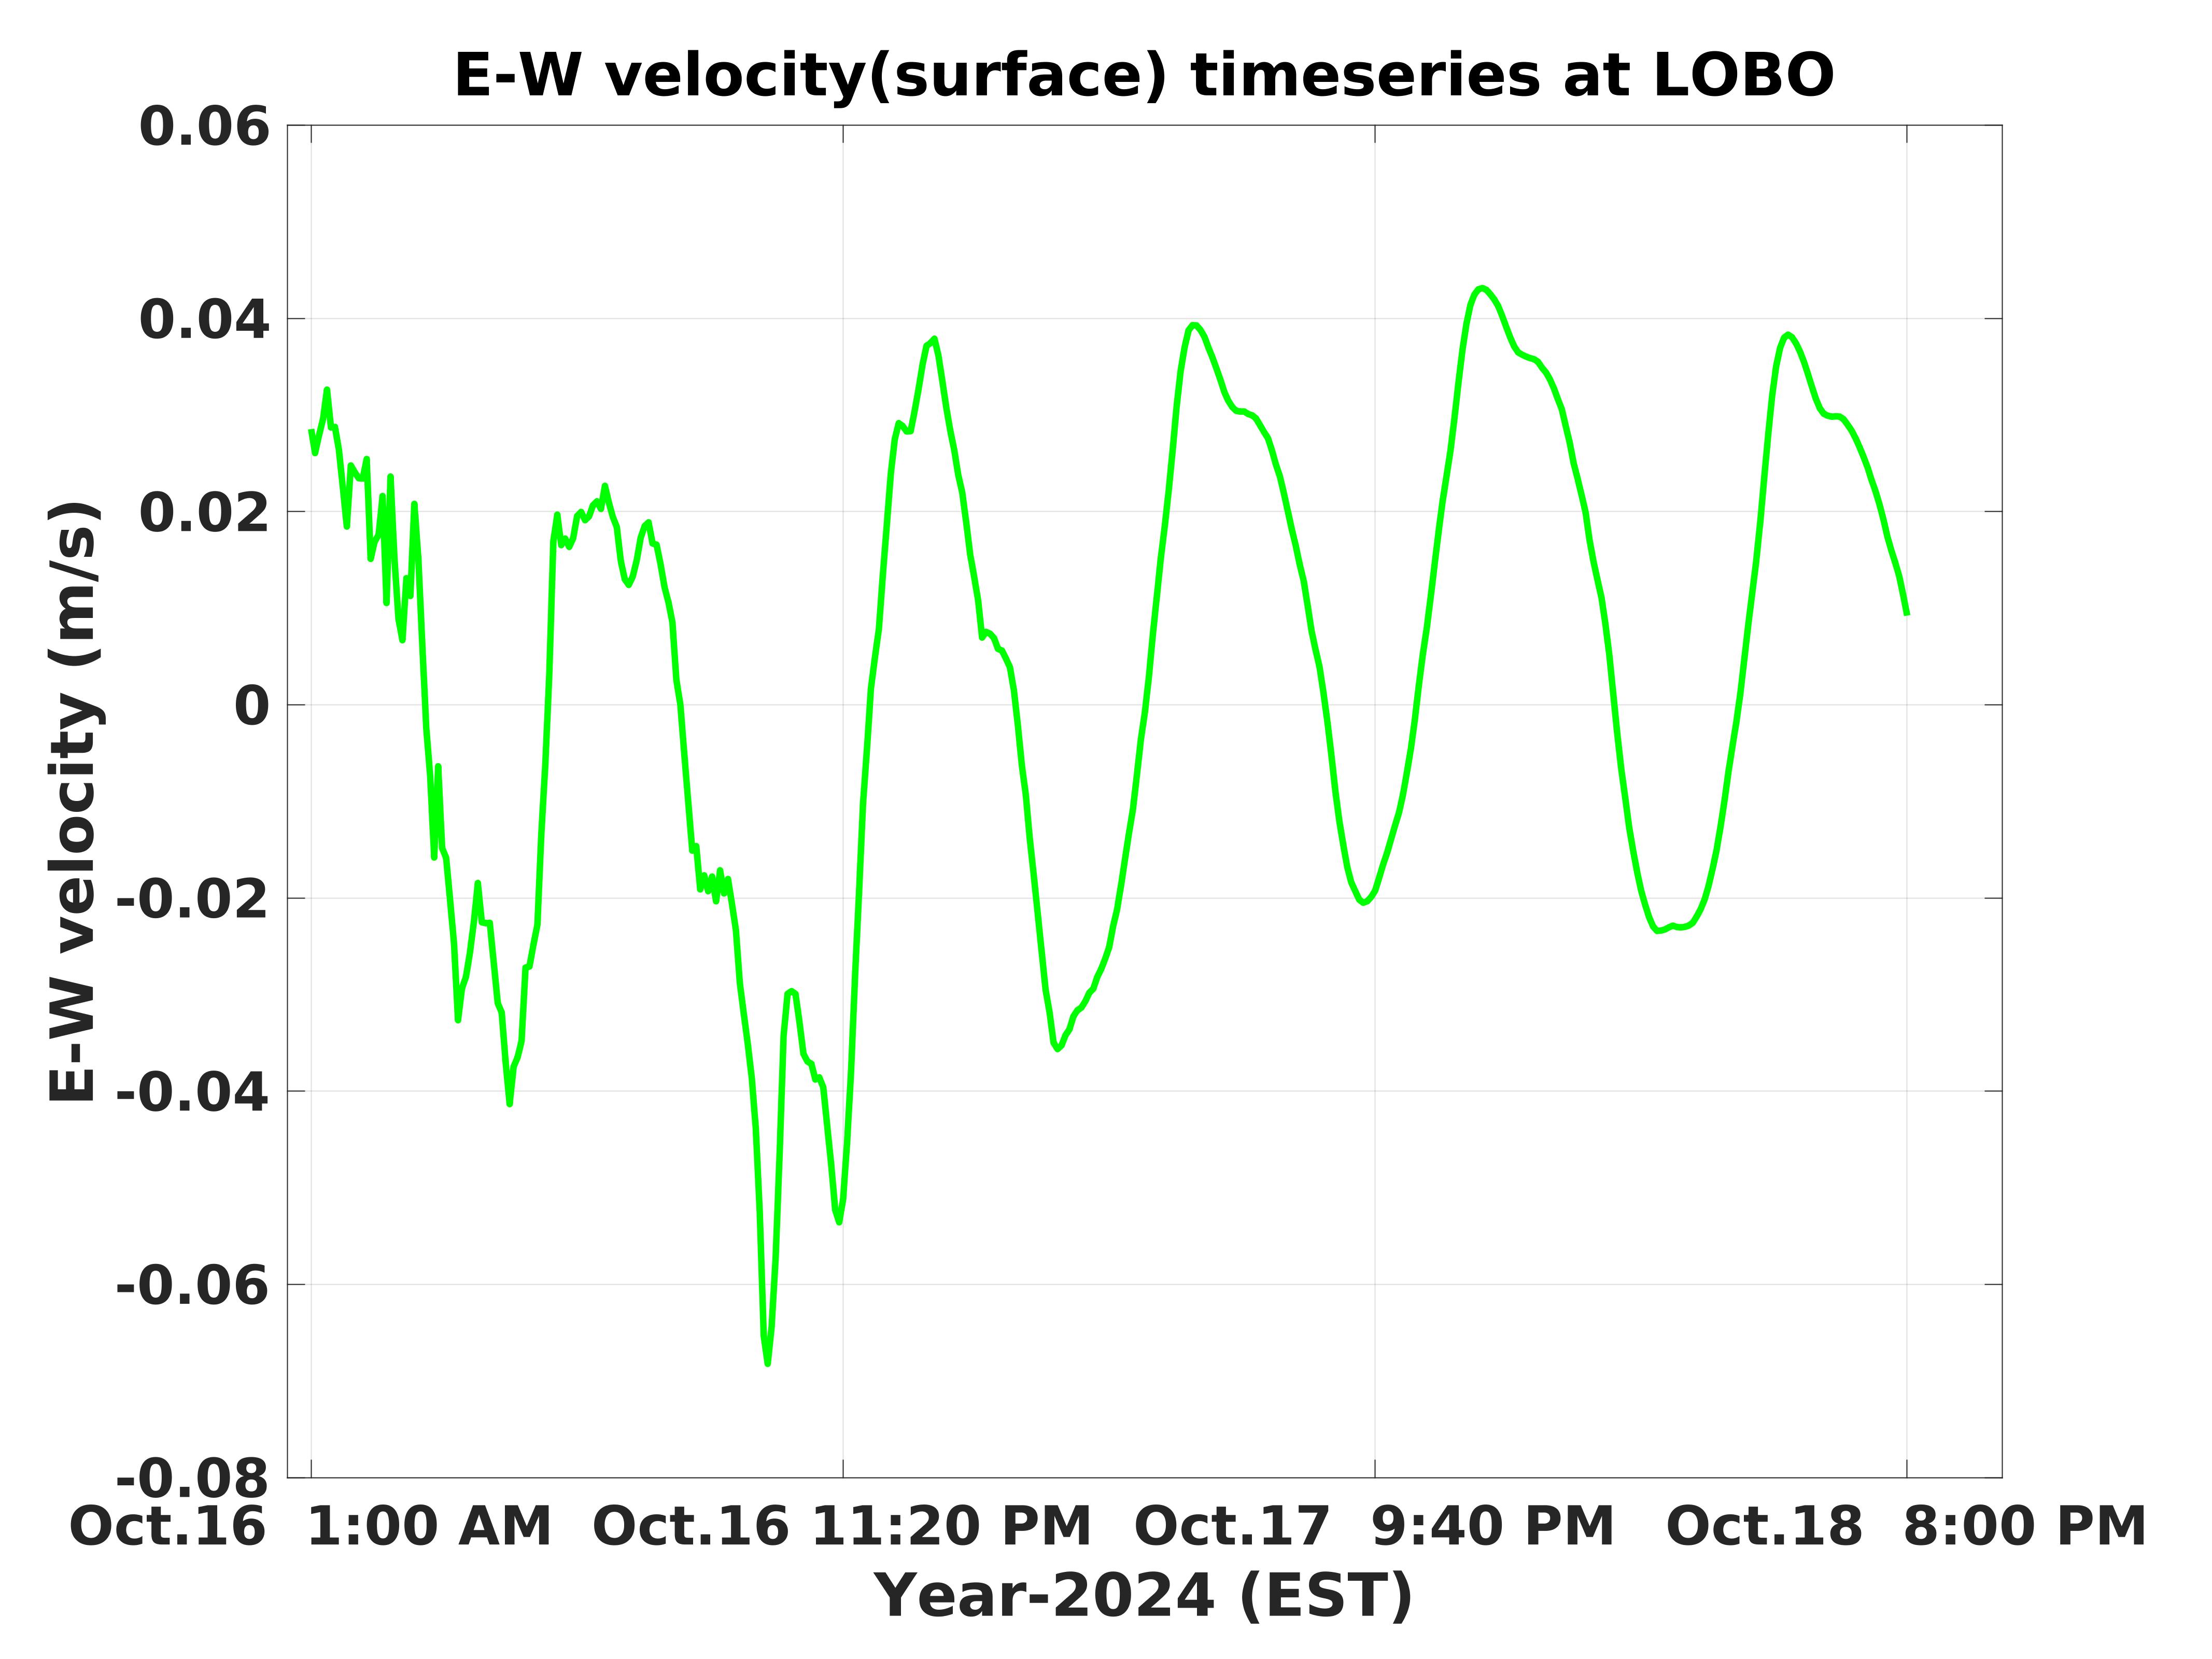 E-W velocity(surface) timeseries at LOBO
E-W velocity (m/s)
0.06
0.04
0.02
0
-0.02
-0.04
-0.06
-0.08
Oct.16 1:00 AM Oct.16 11:20 PM Oct.17 9:40 PM Oct.18 8:00 PM
Year-2024 (EST)